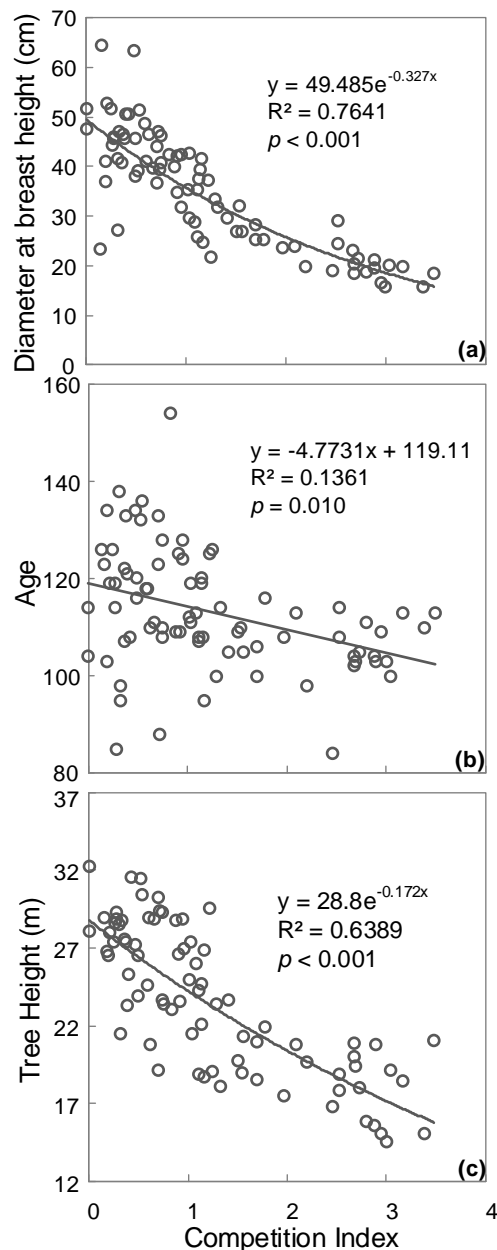 70
60
50
40
30
20
10
0
Diameter at breast height (cm)
y = 49.485e^-0.327x
R² = 0.7641
p < 0.001
(a)
160
140
120
100
80
Age
y = -4.7731x + 119.11
R² = 0.1361
p = 0.010
(b)
37
32
27
22
17
12
Tree Height (m)
y = 28.8e^-0.172x
R² = 0.6389
p < 0.001
(c)
0 1 2 3 4
Competition Index